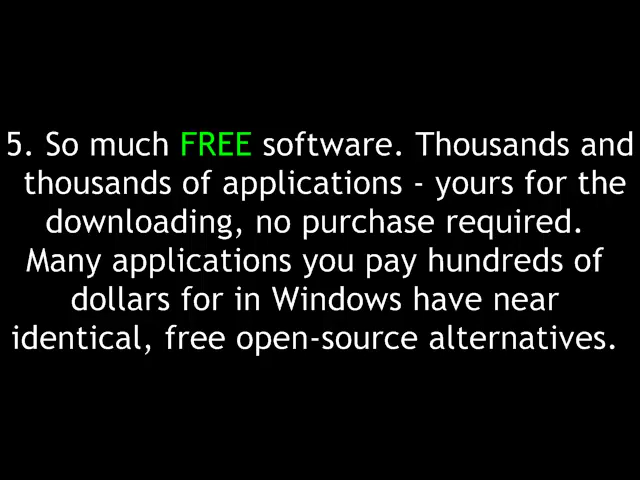 5. So much FREE software. Thousands and
thousands of applications - yours for the
downloading, no purchase required.
Many applications you pay hundreds of
dollars for in Windows have near
identical, free open-source alternatives.